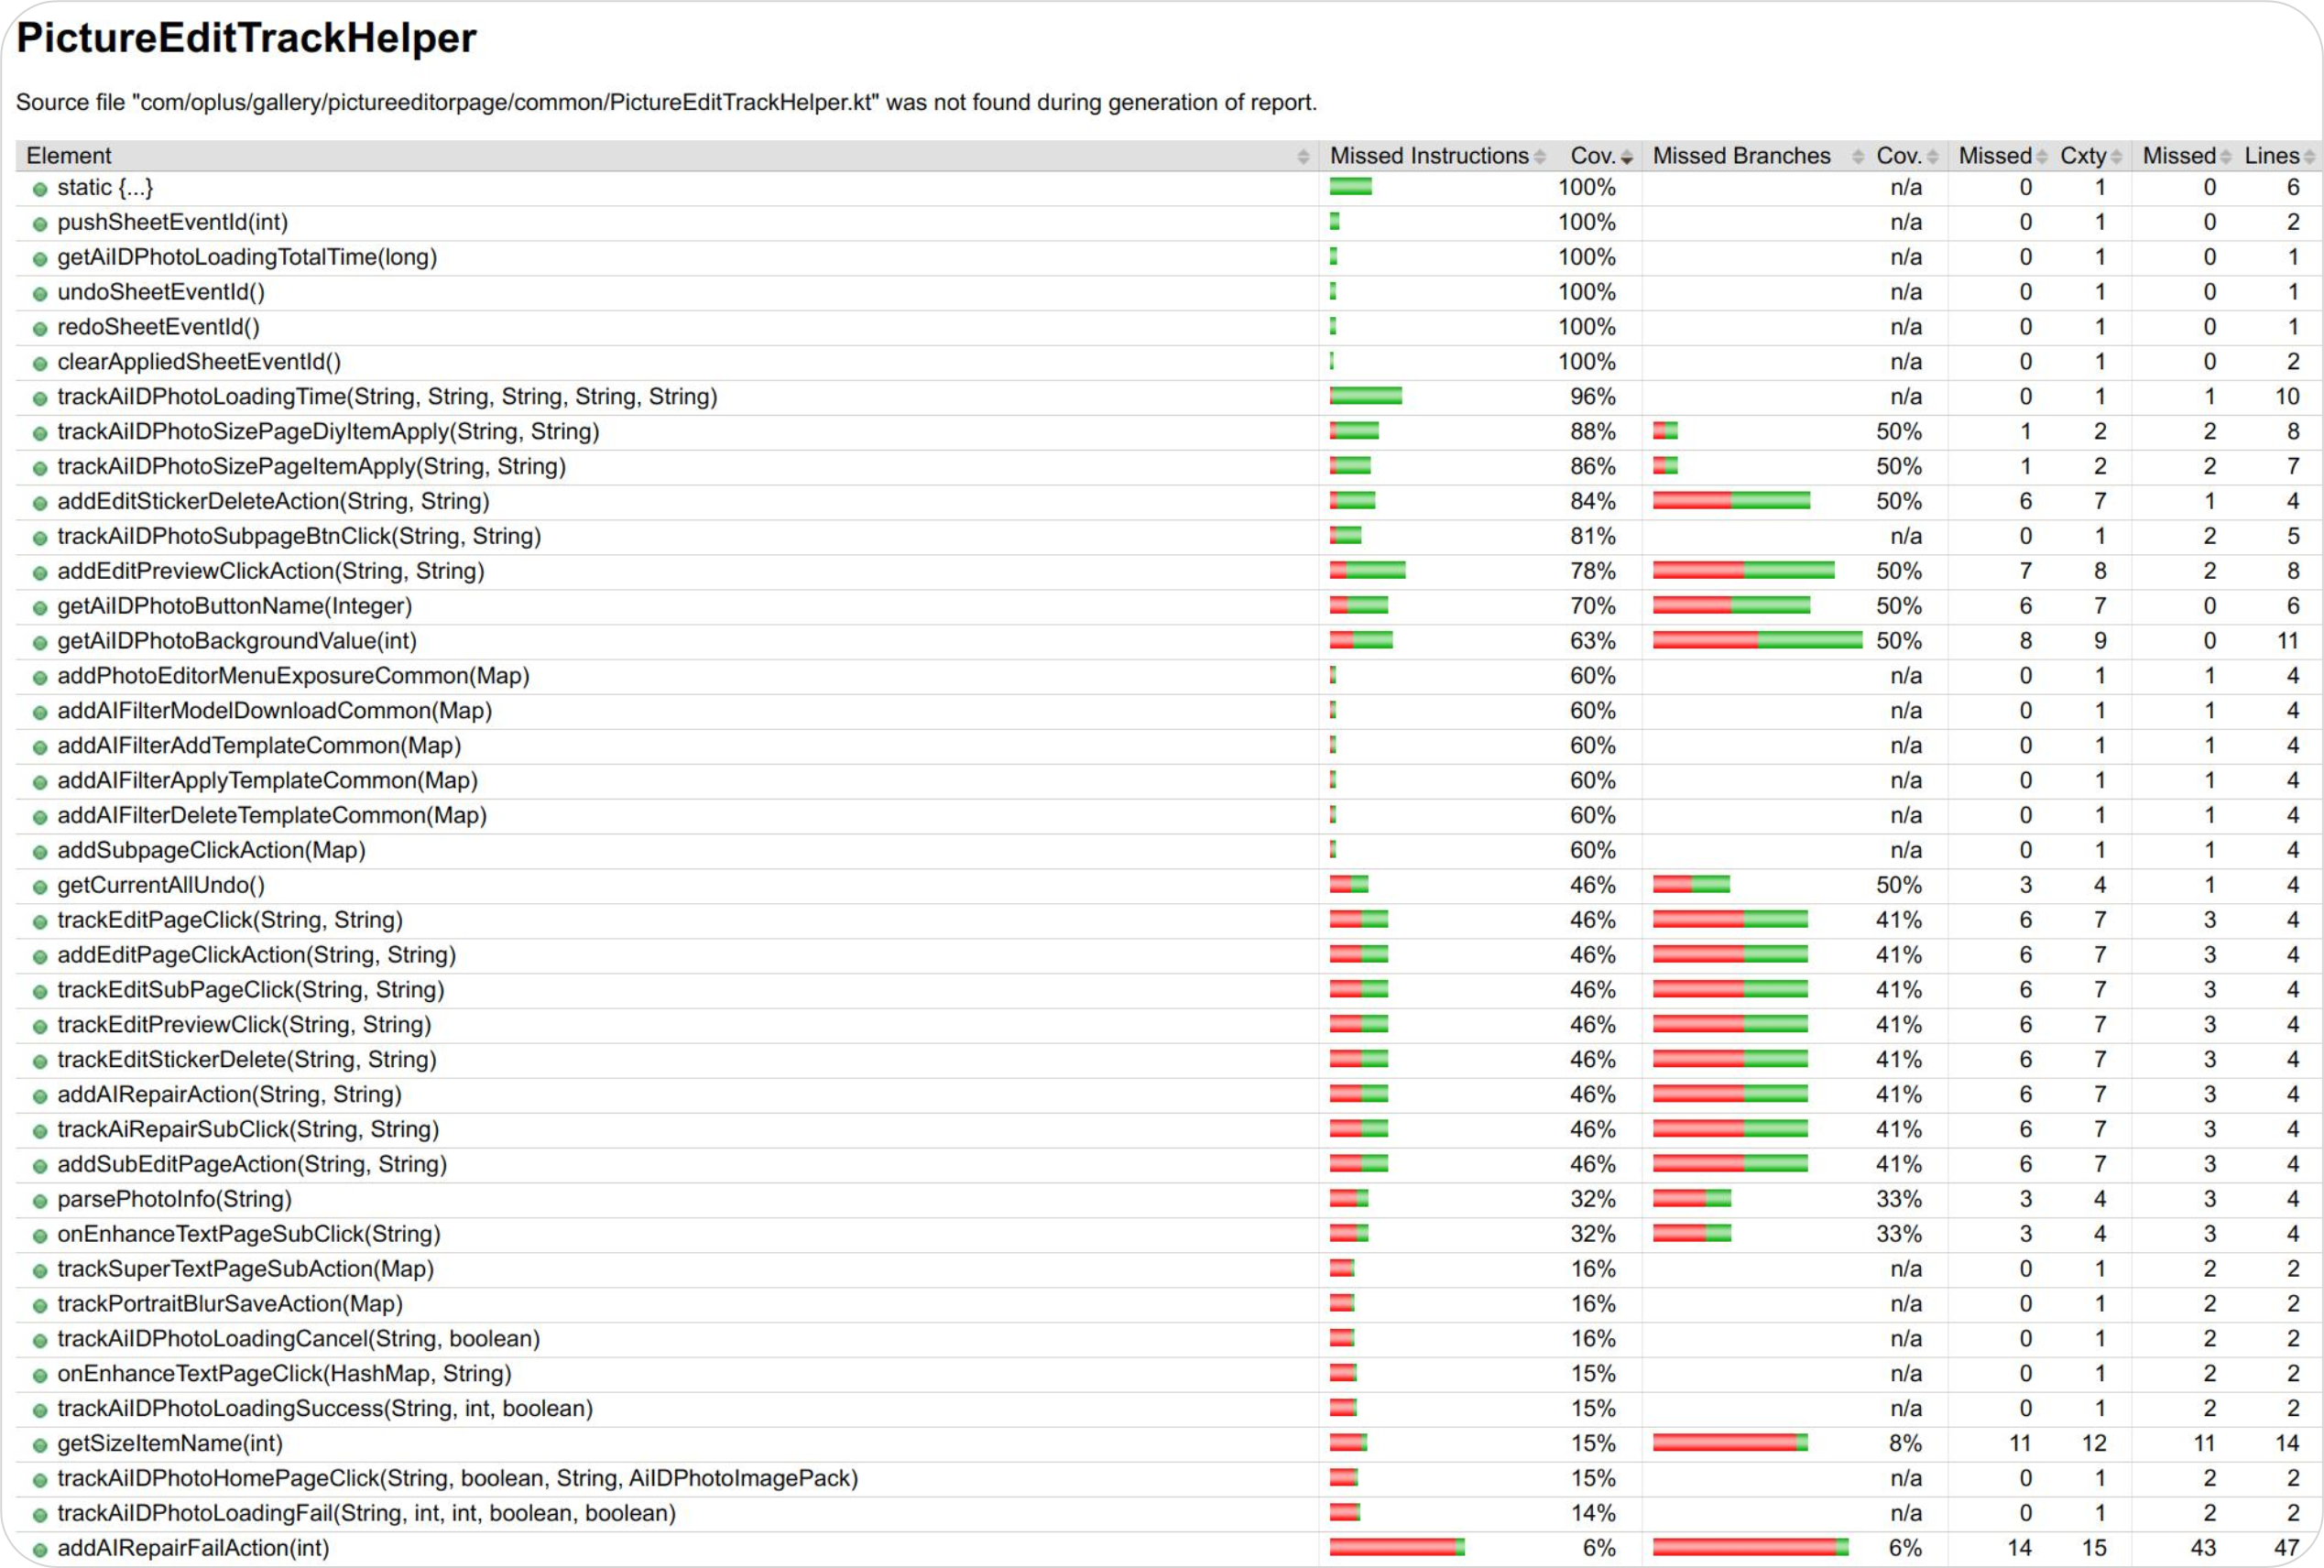 PictureEditTrackHelper
Source file "com/oplus/gallery/pictureeditorpage/common/PictureEditTrackHelper.kt" was not found during generation of report.
Element Missed Instructions Cov. Missed Branches Cov. Missed Cxty Missed Lines
static {...} 100% n/a 0 1 0 6
pushSheetEventId(int) 100% n/a 0 1 0 2
getAiIDPhotoLoadingTotalTime(long) 100% n/a 0 1 0 1
undoSheetEventId() 100% n/a 0 1 0 1
redoSheetEventId() 100% n/a 0 1 0 1
clearAppliedSheetEventId() 100% n/a 0 1 0 2
trackAiIDPhotoLoadingTime(String, String, String, String, String) 96% n/a 0 1 1 10
trackAiIDPhotoSizePageDiyItemApply(String, String) 88% 50% 1 2 2 8
trackAiIDPhotoSizePageItemApply(String, String) 86% 50% 1 2 2 7
addEditStickerDeleteAction(String, String) 84% 50% 6 7 1 4
trackAiIDPhotoSubpageBtnClick(String, String) 81% n/a 0 1 2 5
addEditPreviewClickAction(String, String) 78% 50% 7 8 2 8
getAiIDPhotoButtonName(Integer) 70% 50% 6 7 0 6
getAiIDPhotoBackgroundValue(int) 63% 50% 8 9 0 11
addPhotoEditorMenuExposureCommon(Map) 60% n/a 0 1 1 4
addAIFilterModelDownloadCommon(Map) 60% n/a 0 1 1 4
addAIFilterAddTemplateCommon(Map) 60% n/a 0 1 1 4
addAIFilterApplyTemplateCommon(Map) 60% n/a 0 1 1 4
addAIFilterDeleteTemplateCommon(Map) 60% n/a 0 1 1 4
addSubpageClickAction(Map) 60% n/a 0 1 1 4
getCurrentAllUndo() 46% 50% 3 4 1 4
trackEditPageClick(String, String) 46% 41% 6 7 3 4
addEditPageClickAction(String, String) 46% 41% 6 7 3 4
trackEditSubPageClick(String, String) 46% 41% 6 7 3 4
trackEditPreviewClick(String, String) 46% 41% 6 7 3 4
trackEditStickerDelete(String, String) 46% 41% 6 7 3 4
addAIRepairAction(String, String) 46% 41% 6 7 3 4
trackAiRepairSubClick(String, String) 46% 41% 6 7 3 4
addSubEditPageAction(String, String) 46% 41% 6 7 3 4
parsePhotoInfo(String) 32% 33% 3 4 3 4
onEnhanceTextPageSubClick(String) 32% 33% 3 4 3 4
trackSuperTextPageSubAction(Map) 16% n/a 0 1 2 2
trackPortraitBlurSaveAction(Map) 16% n/a 0 1 2 2
trackAiIDPhotoLoadingCancel(String, boolean) 16% n/a 0 1 2 2
onEnhanceTextPageClick(HashMap, String) 15% n/a 0 1 2 2
trackAiIDPhotoLoadingSuccess(String, int, boolean) 15% n/a 0 1 2 2
getSizeItemName(int) 15% 8% 11 12 11 14
trackAiIDPhotoHomePageClick(String, boolean, String, AiIDPhotoImagePack) 15% n/a 0 1 2 2
trackAiIDPhotoLoadingFail(String, int, int, boolean, boolean) 14% n/a 0 1 2 2
addAIRepairFailAction(int) 6% 6% 14 15 43 47